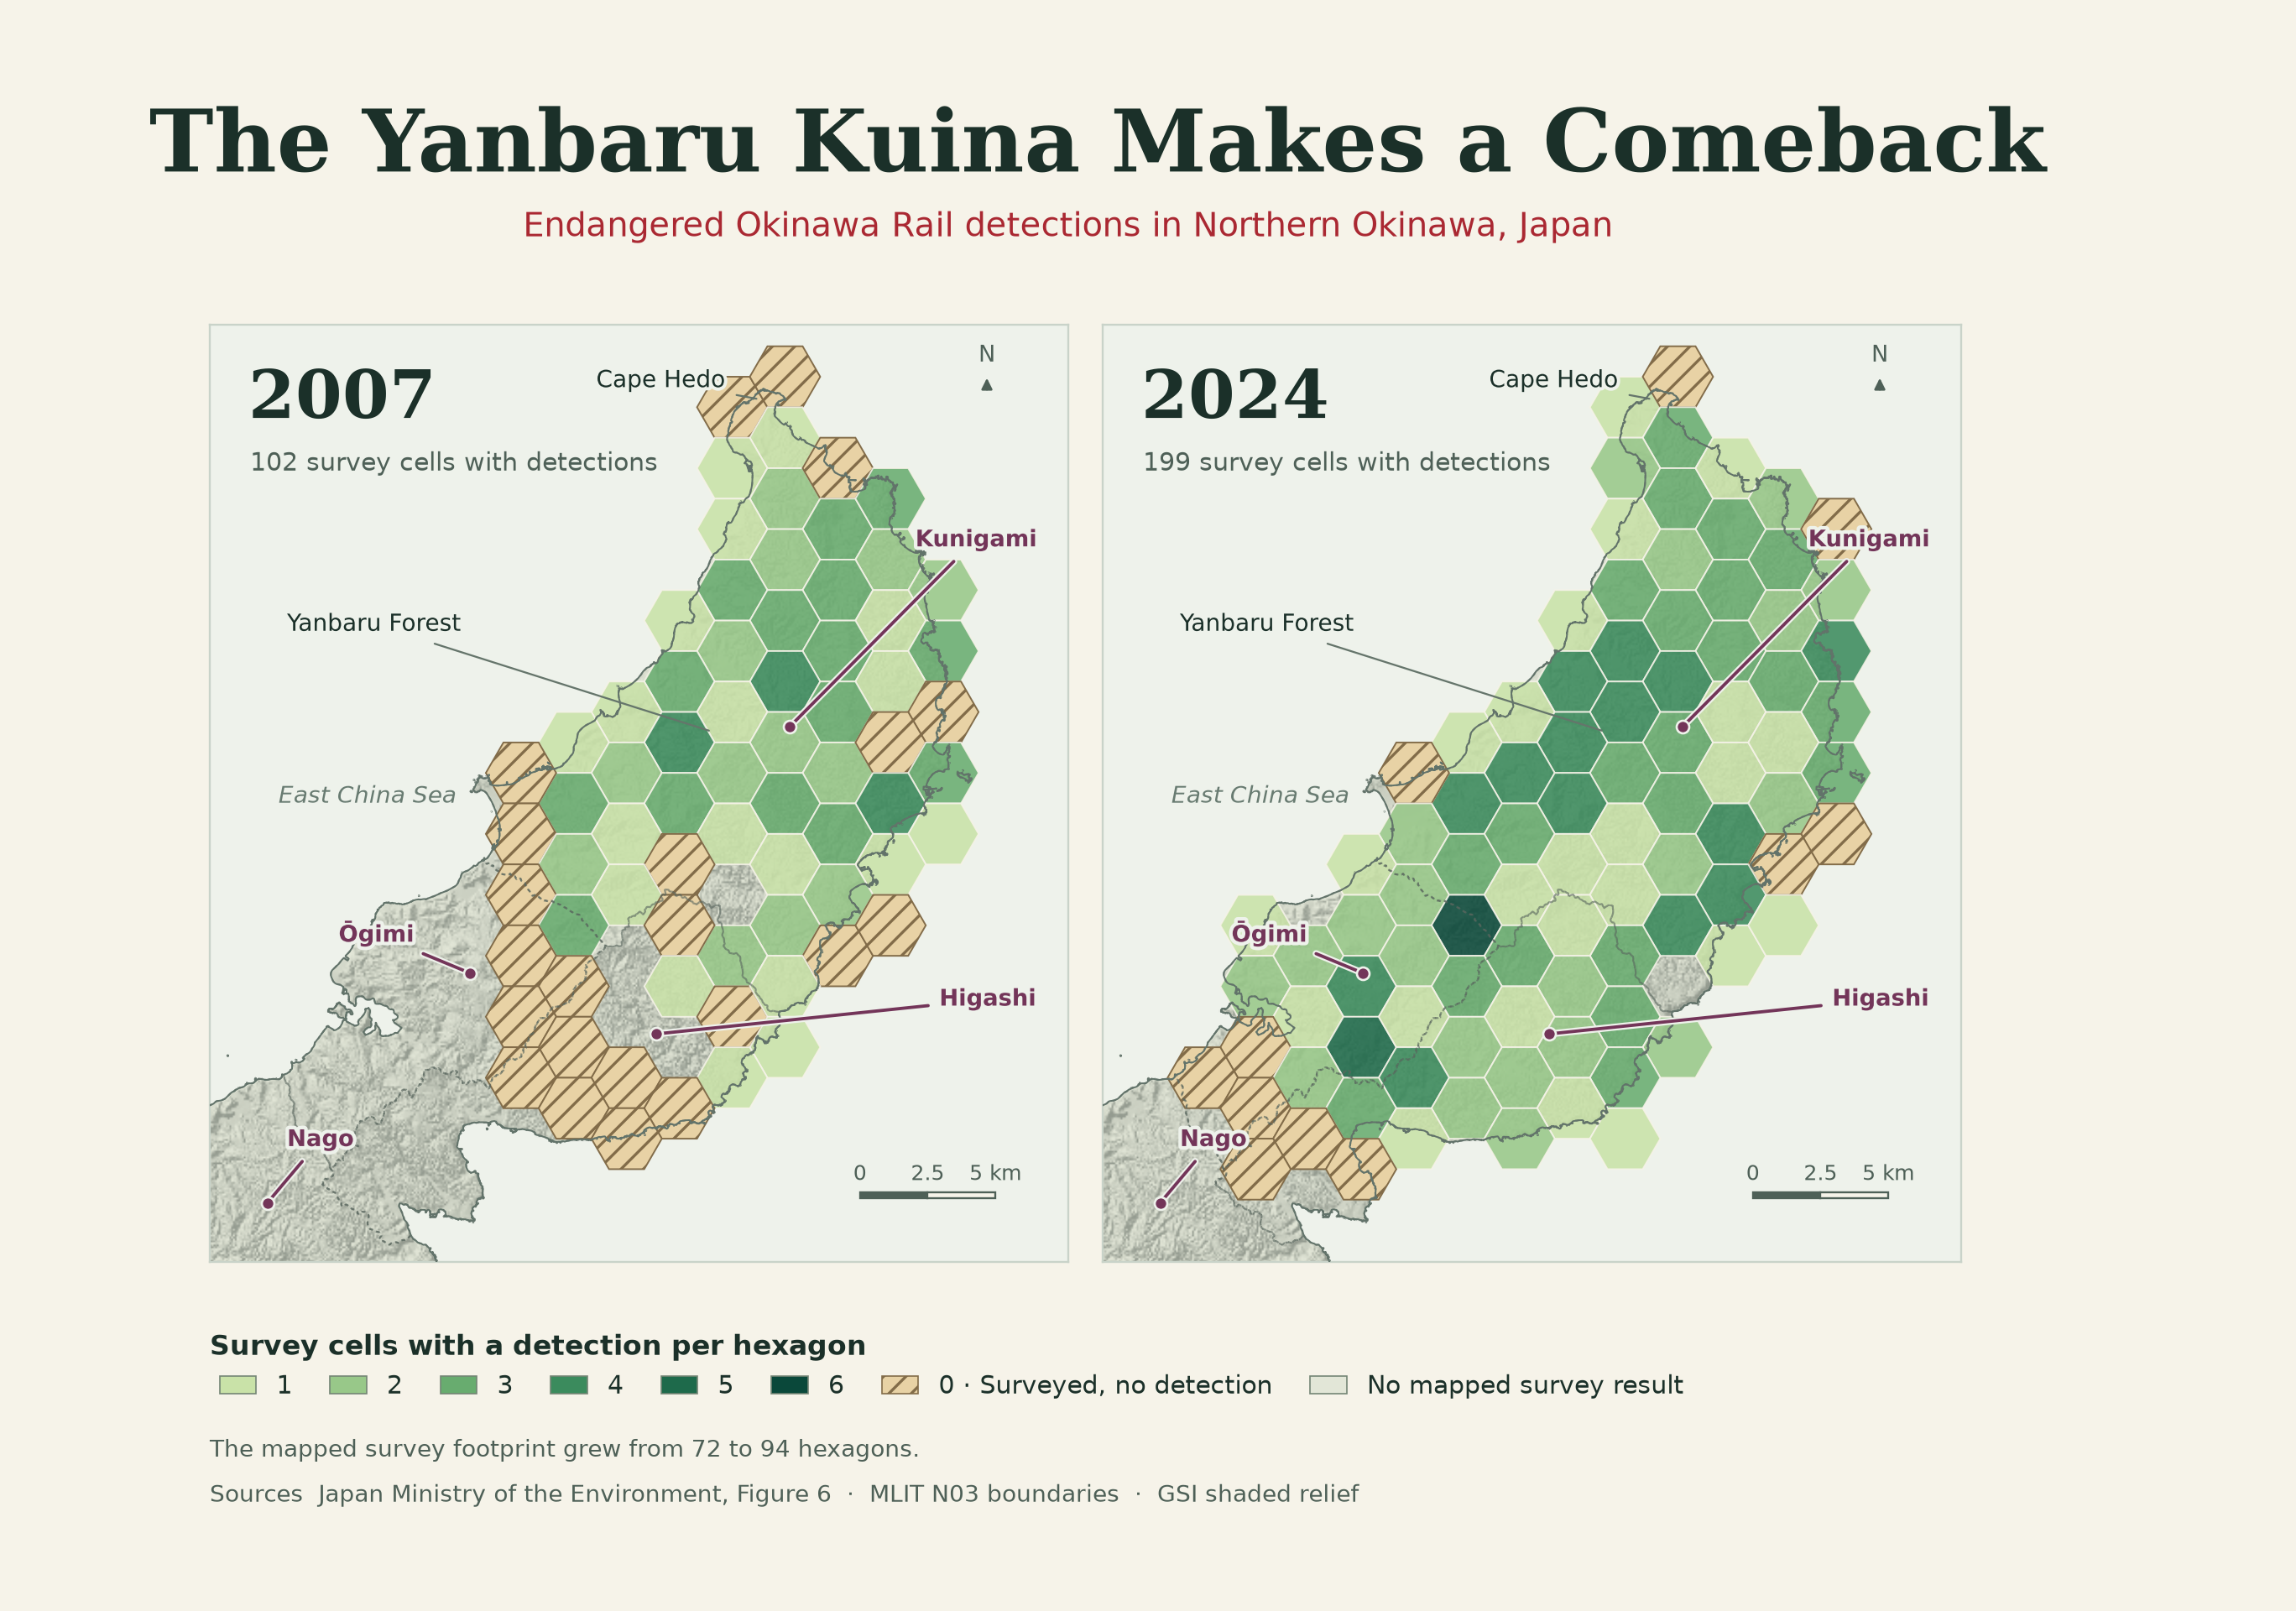 The Yanbaru Kuina Makes a Comeback
Endangered Okinawa Rail detections in Northern Okinawa, Japan
2007
102 survey cells with detections
Cape Hedo
N
Kunigami
Yanbaru Forest
East China Sea
Ōgimi
Higashi
Nago
0 2.5 5 km
2024
199 survey cells with detections
Cape Hedo
N
Kunigami
Yanbaru Forest
East China Sea
Ōgimi
Higashi
Nago
0 2.5 5 km
Survey cells with a detection per hexagon
1 2 3 4 5 6 0 · Surveyed, no detection No mapped survey result
The mapped survey footprint grew from 72 to 94 hexagons.
Sources Japan Ministry of the Environment, Figure 6 · MLIT N03 boundaries · GSI shaded relief